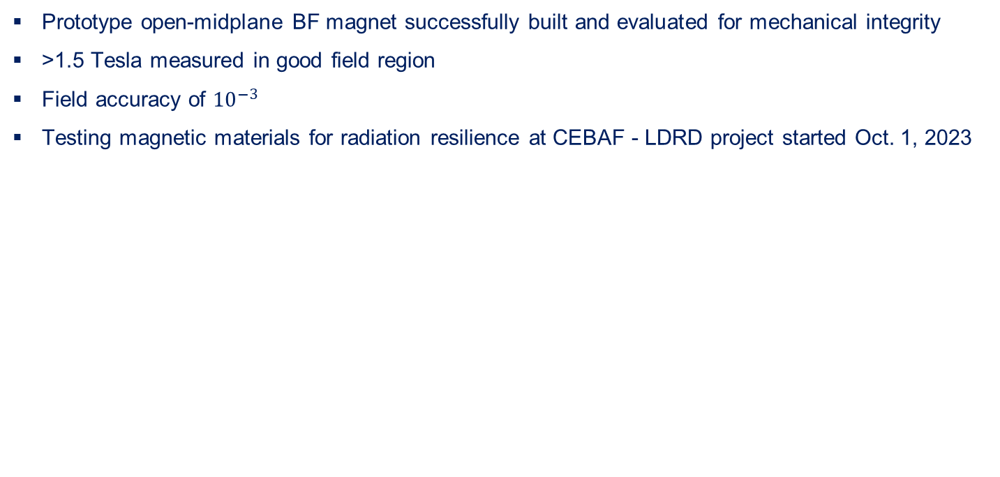 ▪ Prototype open-midplane BF magnet successfully built and evaluated for mechanical integrity
▪ >1.5 Tesla measured in good field region
▪ Field accuracy of 10⁻³
▪ Testing magnetic materials for radiation resilience at CEBAF - LDRD project started Oct. 1, 2023